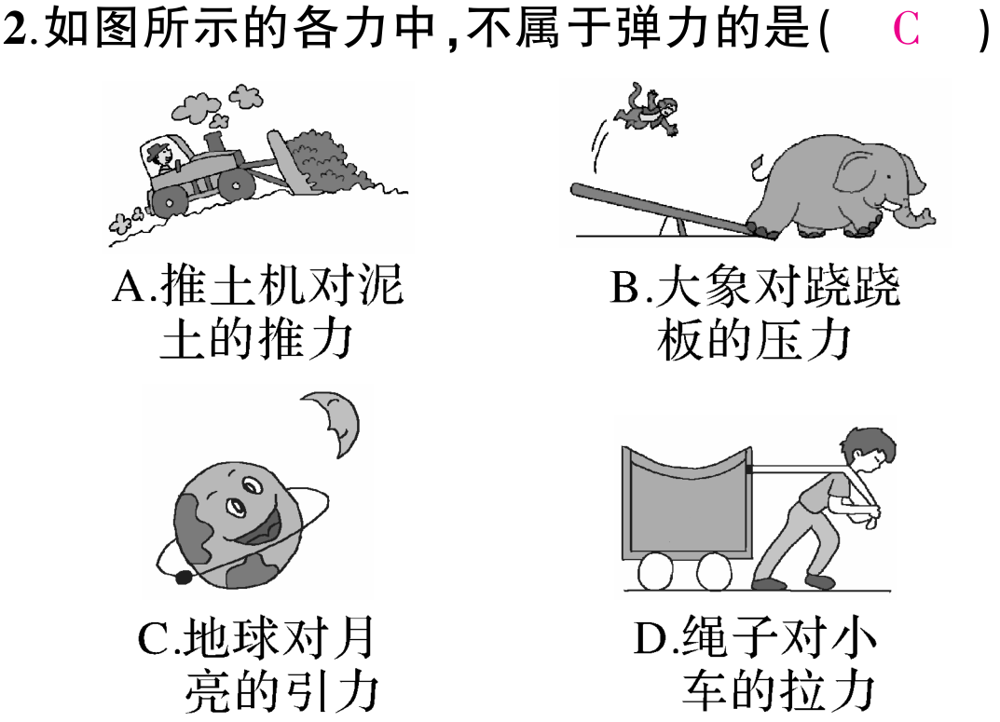 2.如图所示的各力中,不属于弹力的是( C )
A.推土机对泥
土的推力
B.大象对跷跷
板的压力
C.地球对月
亮的引力
D.绳子对小
车的拉力